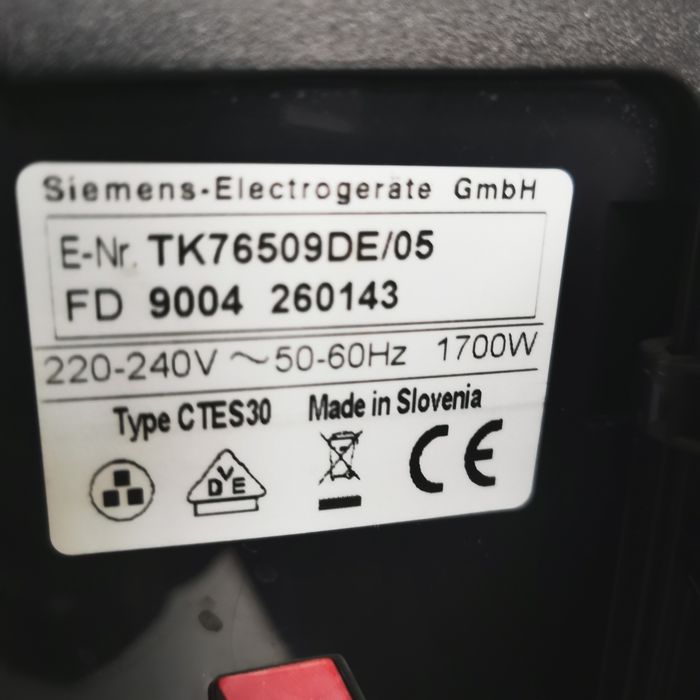 Siemens-Electrogeräte GmbH
E-Nr. TK76509DE/05
FD 9004 260143
220-240V ~ 50-60Hz 1700W
Type CTES30 Made in Slovenia
VDE CE